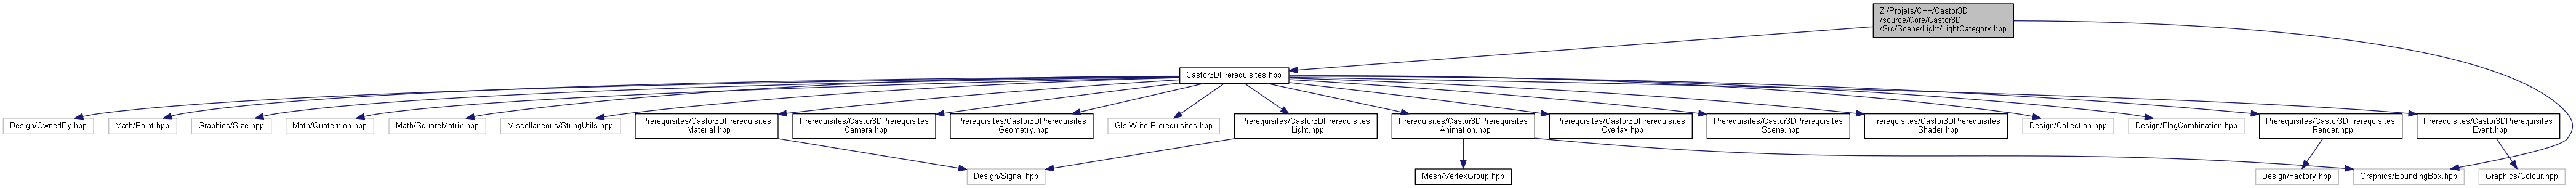 Z:/Projets/C++/Castor3D
/source/Core/Castor3D
/Src/Scene/Light/LightCategory.hpp
Castor3DPrerequisites.hpp
Design/OwnedBy.hpp
Math/Point.hpp
Graphics/Size.hpp
Math/Quaternion.hpp
Math/SquareMatrix.hpp
Miscellaneous/StringUtils.hpp
Prerequisites/Castor3DPrerequisites
_Material.hpp
Prerequisites/Castor3DPrerequisites
_Camera.hpp
Prerequisites/Castor3DPrerequisites
_Geometry.hpp
GlslWriterPrerequisites.hpp
Prerequisites/Castor3DPrerequisites
_Light.hpp
Prerequisites/Castor3DPrerequisites
_Animation.hpp
Prerequisites/Castor3DPrerequisites
_Overlay.hpp
Prerequisites/Castor3DPrerequisites
_Scene.hpp
Prerequisites/Castor3DPrerequisites
_Shader.hpp
Design/Collection.hpp
Design/FlagCombination.hpp
Prerequisites/Castor3DPrerequisites
_Render.hpp
Prerequisites/Castor3DPrerequisites
_Event.hpp
Design/Signal.hpp
Mesh/VertexGroup.hpp
Design/Factory.hpp
Graphics/BoundingBox.hpp
Graphics/Colour.hpp